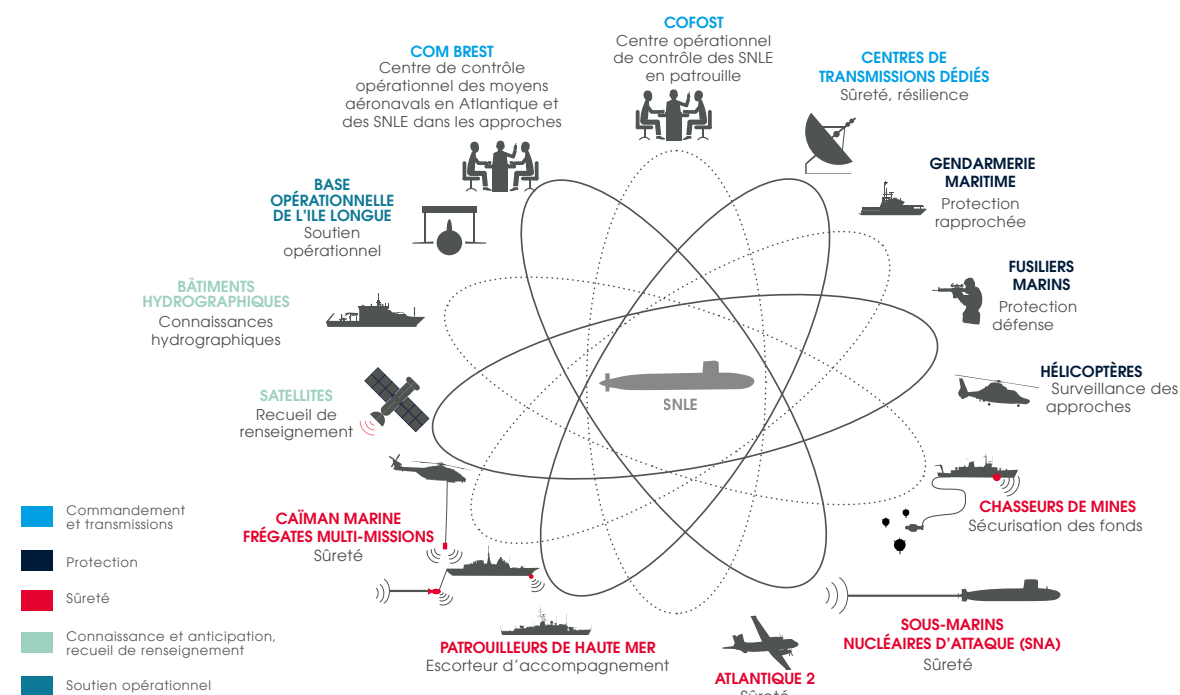 COFOST
Centre opérationnel
de contrôle des SNLE
en patrouille
COM BREST
Centre de contrôle
opérationnel des moyens
aéronavals en Atlantique et
des SNLE dans les approches
CENTRES DE
TRANSMISSIONS DÉDIÉS
Sûreté, résilience
GENDARMERIE
MARITIME
Protection
rapprochée
BASE
OPÉRATIONNELLE
DE L'ILE LONGUE
Soutien
opérationnel
FUSILIERS
MARINS
Protection
défense
BÂTIMENTS
HYDROGRAPHIQUES
Connaissances
hydrographiques
HÉLICOPTÈRES
Surveillance des
approches
SNLE
SATELLITES
Recueil de
renseignement
CHASSEURS DE MINES
Sécurisation des fonds
CAÏMAN MARINE
FRÉGATES MULTI-MISSIONS
Sûreté
SOUS-MARINS
NUCLÉAIRES D'ATTAQUE (SNA)
Sûreté
PATROUILLEURS DE HAUTE MER
Escorteur d'accompagnement
ATLANTIQUE 2
Sûreté
Commandement
et transmissions
Protection
Sûreté
Connaissance et anticipation,
recueil de renseignement
Soutien opérationnel